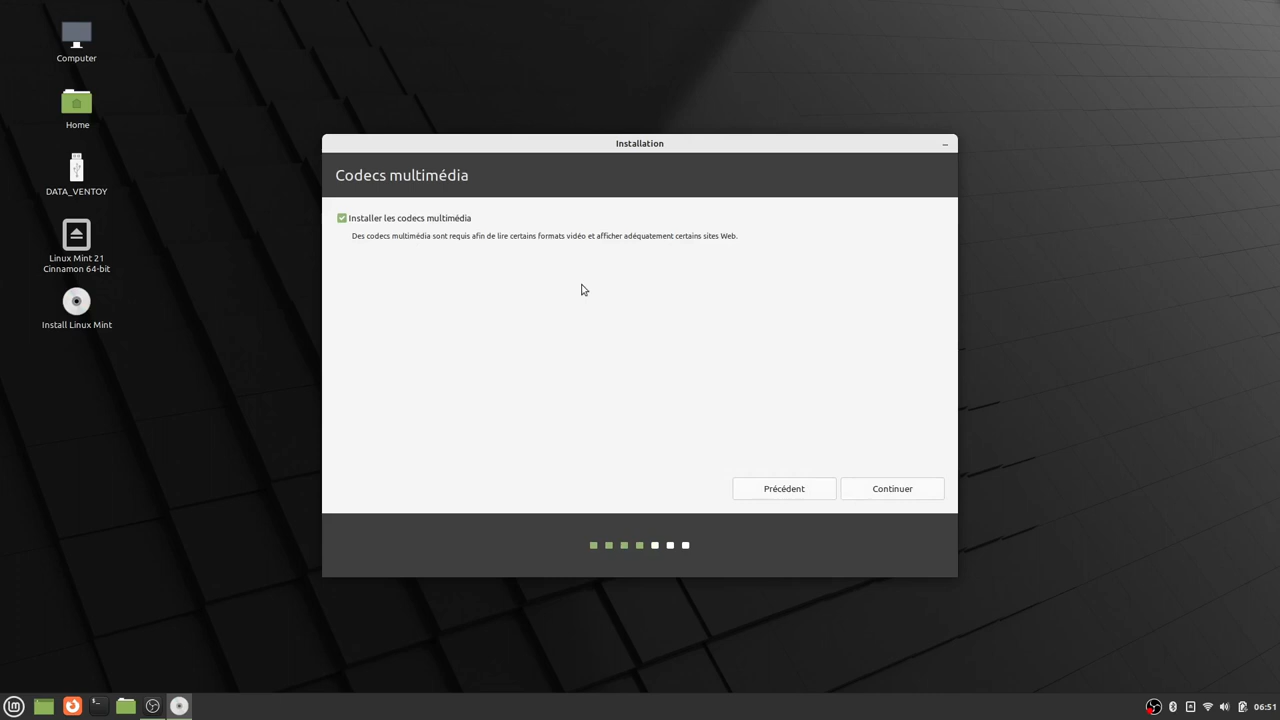 Computer
Home
DATA_VENTOY
Linux Mint 21
Cinnamon 64-bit
Install Linux Mint
Installation
Codecs multimédia
Installer les codecs multimédia
Des codecs multimédia sont requis afin de lire certains formats vidéo et afficher adéquatement certains sites Web.
Précédent
Continuer
06:51